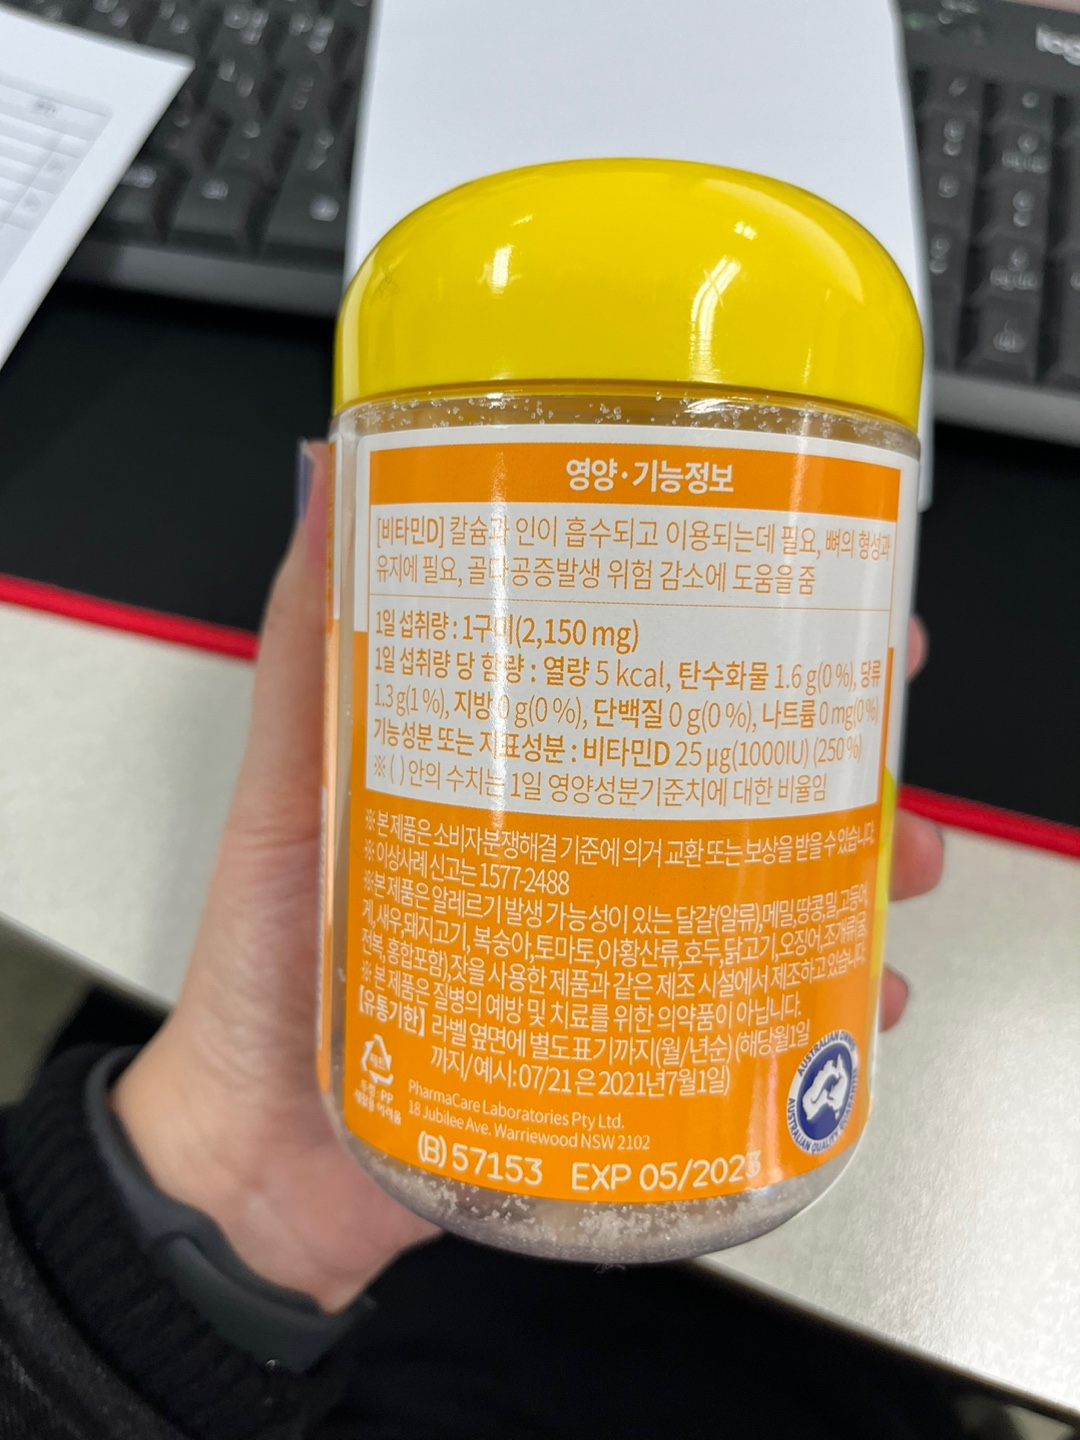 영양·기능정보
[비타민D] 칼슘과 인이 흡수되고 이용되는데 필요, 뼈의 형성과
유지에 필요, 골다공증발생 위험 감소에 도움을 줌
1일 섭취량 : 1구미(2,150 mg)
1일 섭취량 당 함량 : 열량 5 kcal, 탄수화물 1.6 g(0 %), 당류
1.3 g(1 %), 지방 0 g(0 %), 단백질 0 g(0 %), 나트륨 0 mg(0 %)
기능성분 또는 지표성분 : 비타민D 25 µg(1000IU) (250 %)
※ ( ) 안의 수치는 1일 영양성분기준치에 대한 비율임
※ 본 제품은 소비자분쟁해결 기준에 의거 교환 또는 보상을 받을 수 있습니다.
※ 이상사례 신고는 1577-2488
※본 제품은 알레르기 발생 가능성이 있는 달걀(알류),메밀,땅콩,밀,고등어,
게,새우,돼지고기, 복숭아,토마토,아황산류,호두,닭고기,오징어,조개류(굴,
전복,홍합포함),잣을 사용한 제품과 같은 제조 시설에서 제조하고 있습니다.
※ 본 제품은 질병의 예방 및 치료를 위한 의약품이 아닙니다.
[유통기한] 라벨 옆면에 별도표기까지(월/년순) (해당월1일
까지/예시:07/21 은 2021년7월1일)
뚜껑 : PP
재활용 어려움
PharmaCare Laboratories Pty Ltd.
18 Jubilee Ave. Warriewood NSW 2102
(B) 57153 EXP 05/2023
AUSTRALIAN OWNED
AUSTRALIAN QUALITY GUARANTEE